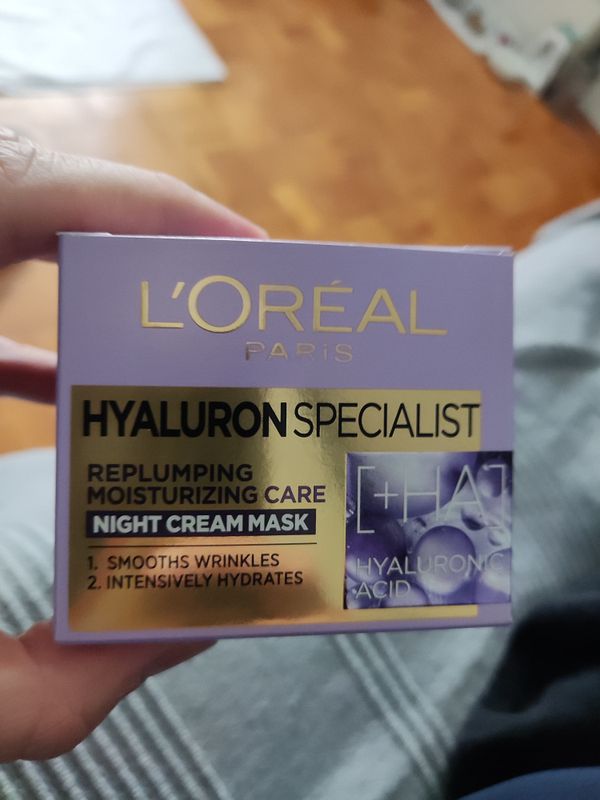 L'ORÉAL
PARiS
HYALURON SPECIALIST
REPLUMPING
MOISTURIZING CARE
NIGHT CREAM MASK
1. SMOOTHS WRINKLES
2. INTENSIVELY HYDRATES
[+HA]
HYALURONIC
ACID